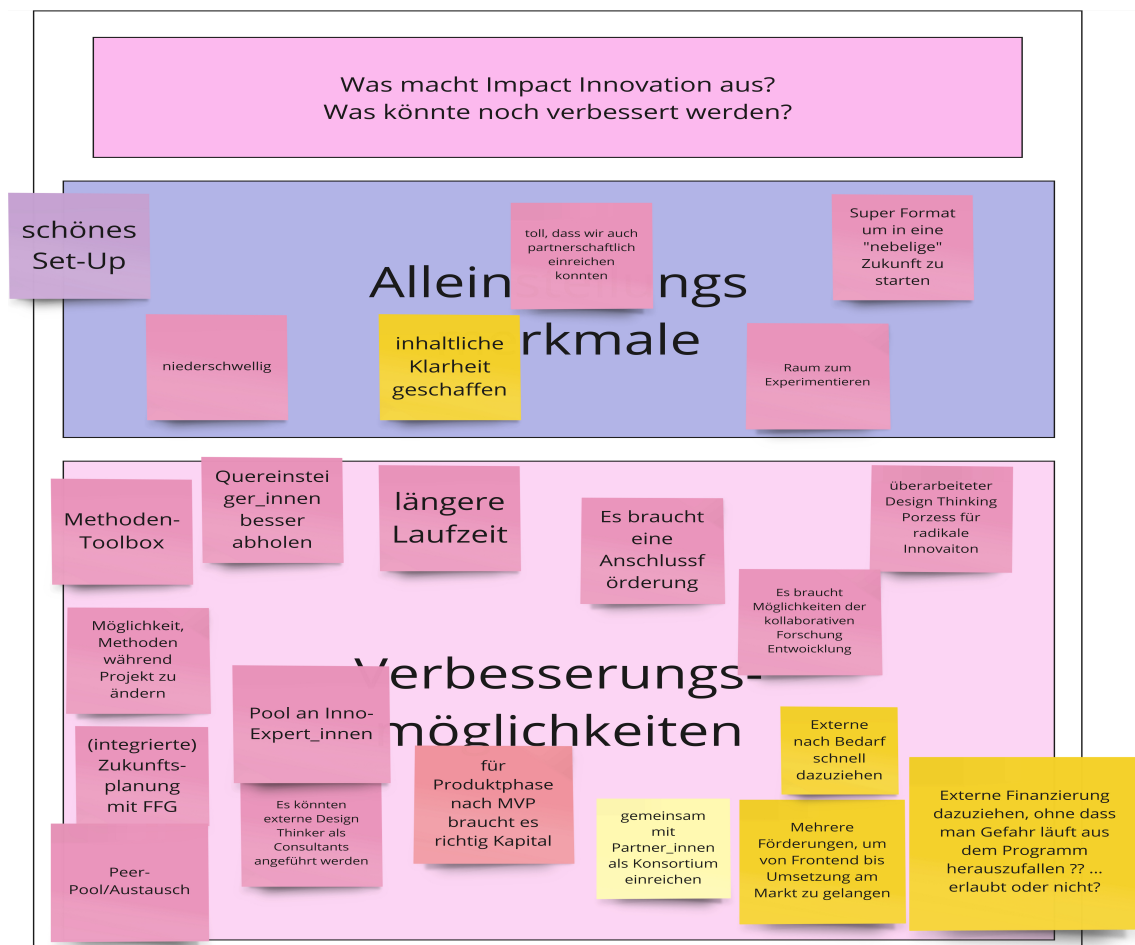 Was macht Impact Innovation aus?
Was könnte noch verbessert werden?
schönes
Set-Up
toll, dass wir auch
partnerschaftlich
einreichen
konnten
Super Format
um in eine
"nebelige"
Zukunft zu
starten
niederschwellig
inhaltliche
Klarheit
geschaffen
Raum zum
Experimentieren
Methoden-
Toolbox
Quereinstei
ger_innen
besser
abholen
längere
Laufzeit
Es braucht
eine
Anschlussf
örderung
überarbeiteter
Design Thinking
Porzess für
radikale
Innovaiton
Es braucht
Möglichkeiten der
kollaborativen
Forschung
Entwoicklung
Möglichkeit,
Methoden
während
Projekt zu
ändern
Verbesserungs-
möglichkeiten
Pool an Inno-
Expert_innen
(integrierte)
Zukunfts-
planung
mit FFG
Es könnten
externe Design
Thinker als
Consultants
angeführt werden
für
Produktphase
nach MVP
braucht es
richtig Kapital
Externe
nach Bedarf
schnell
dazuziehen
gemeinsam
mit
Partner_innen
als Konsortium
einreichen
Mehrere
Förderungen, um
von Frontend bis
Umsetzung am
Markt zu gelangen
Externe Finanzierung
dazuziehen, ohne dass
man Gefahr läuft aus
dem Programm
herauszufallen ?? ...
erlaubt oder nicht?
Peer-
Pool/Austausch